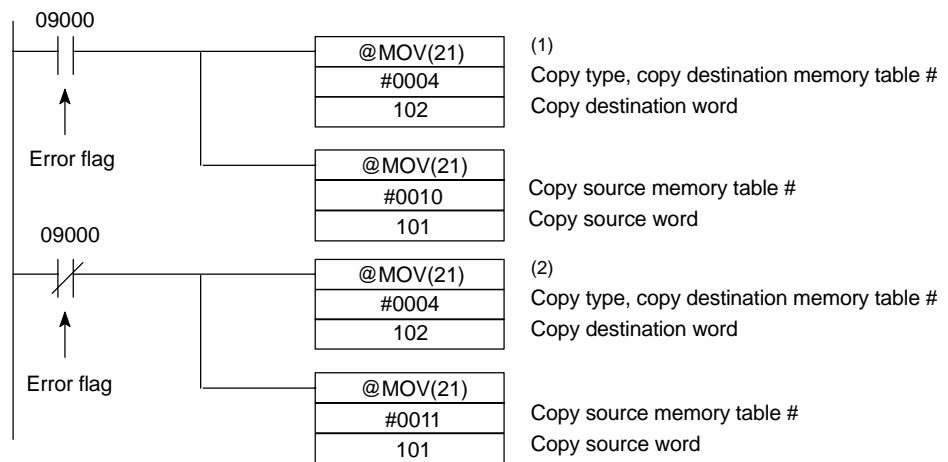 09000
@MOV(21)
(1)
#0004
Copy type, copy destination memory table #
102
Copy destination word
Error flag
@MOV(21)
#0010
Copy source memory table #
101
Copy source word
09000
@MOV(21)
(2)
#0004
Copy type, copy destination memory table #
102
Copy destination word
Error flag
@MOV(21)
#0011
Copy source memory table #
101
Copy source word